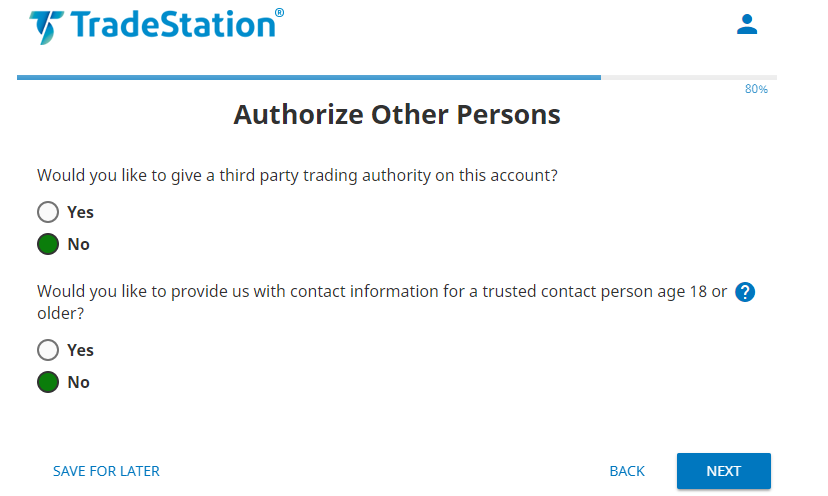 TradeStation®
80%
Authorize Other Persons
Would you like to give a third party trading authority on this account?
Yes
No
Would you like to provide us with contact information for a trusted contact person age 18 or ?
older?
Yes
No
SAVE FOR LATER BACK NEXT